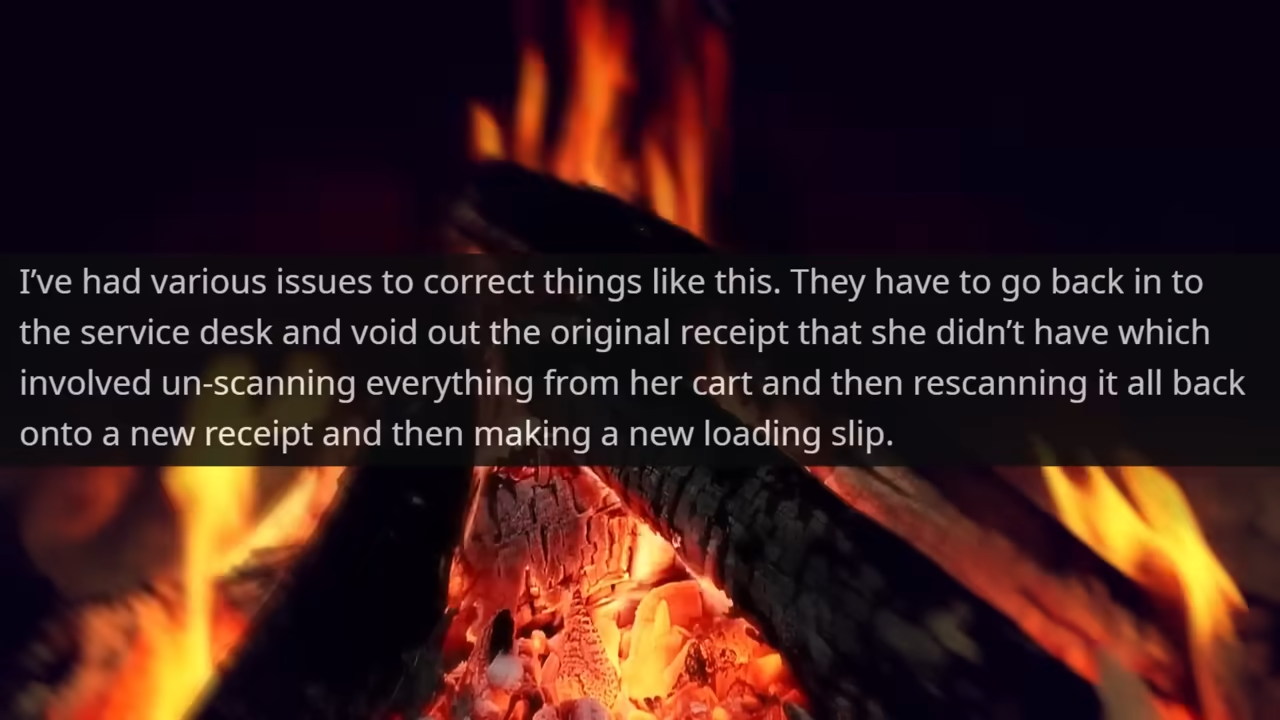 I’ve had various issues to correct things like this. They have to go back in to
the service desk and void out the original receipt that she didn’t have which
involved un-scanning everything from her cart and then rescanning it all back
onto a new receipt and then making a new loading slip.